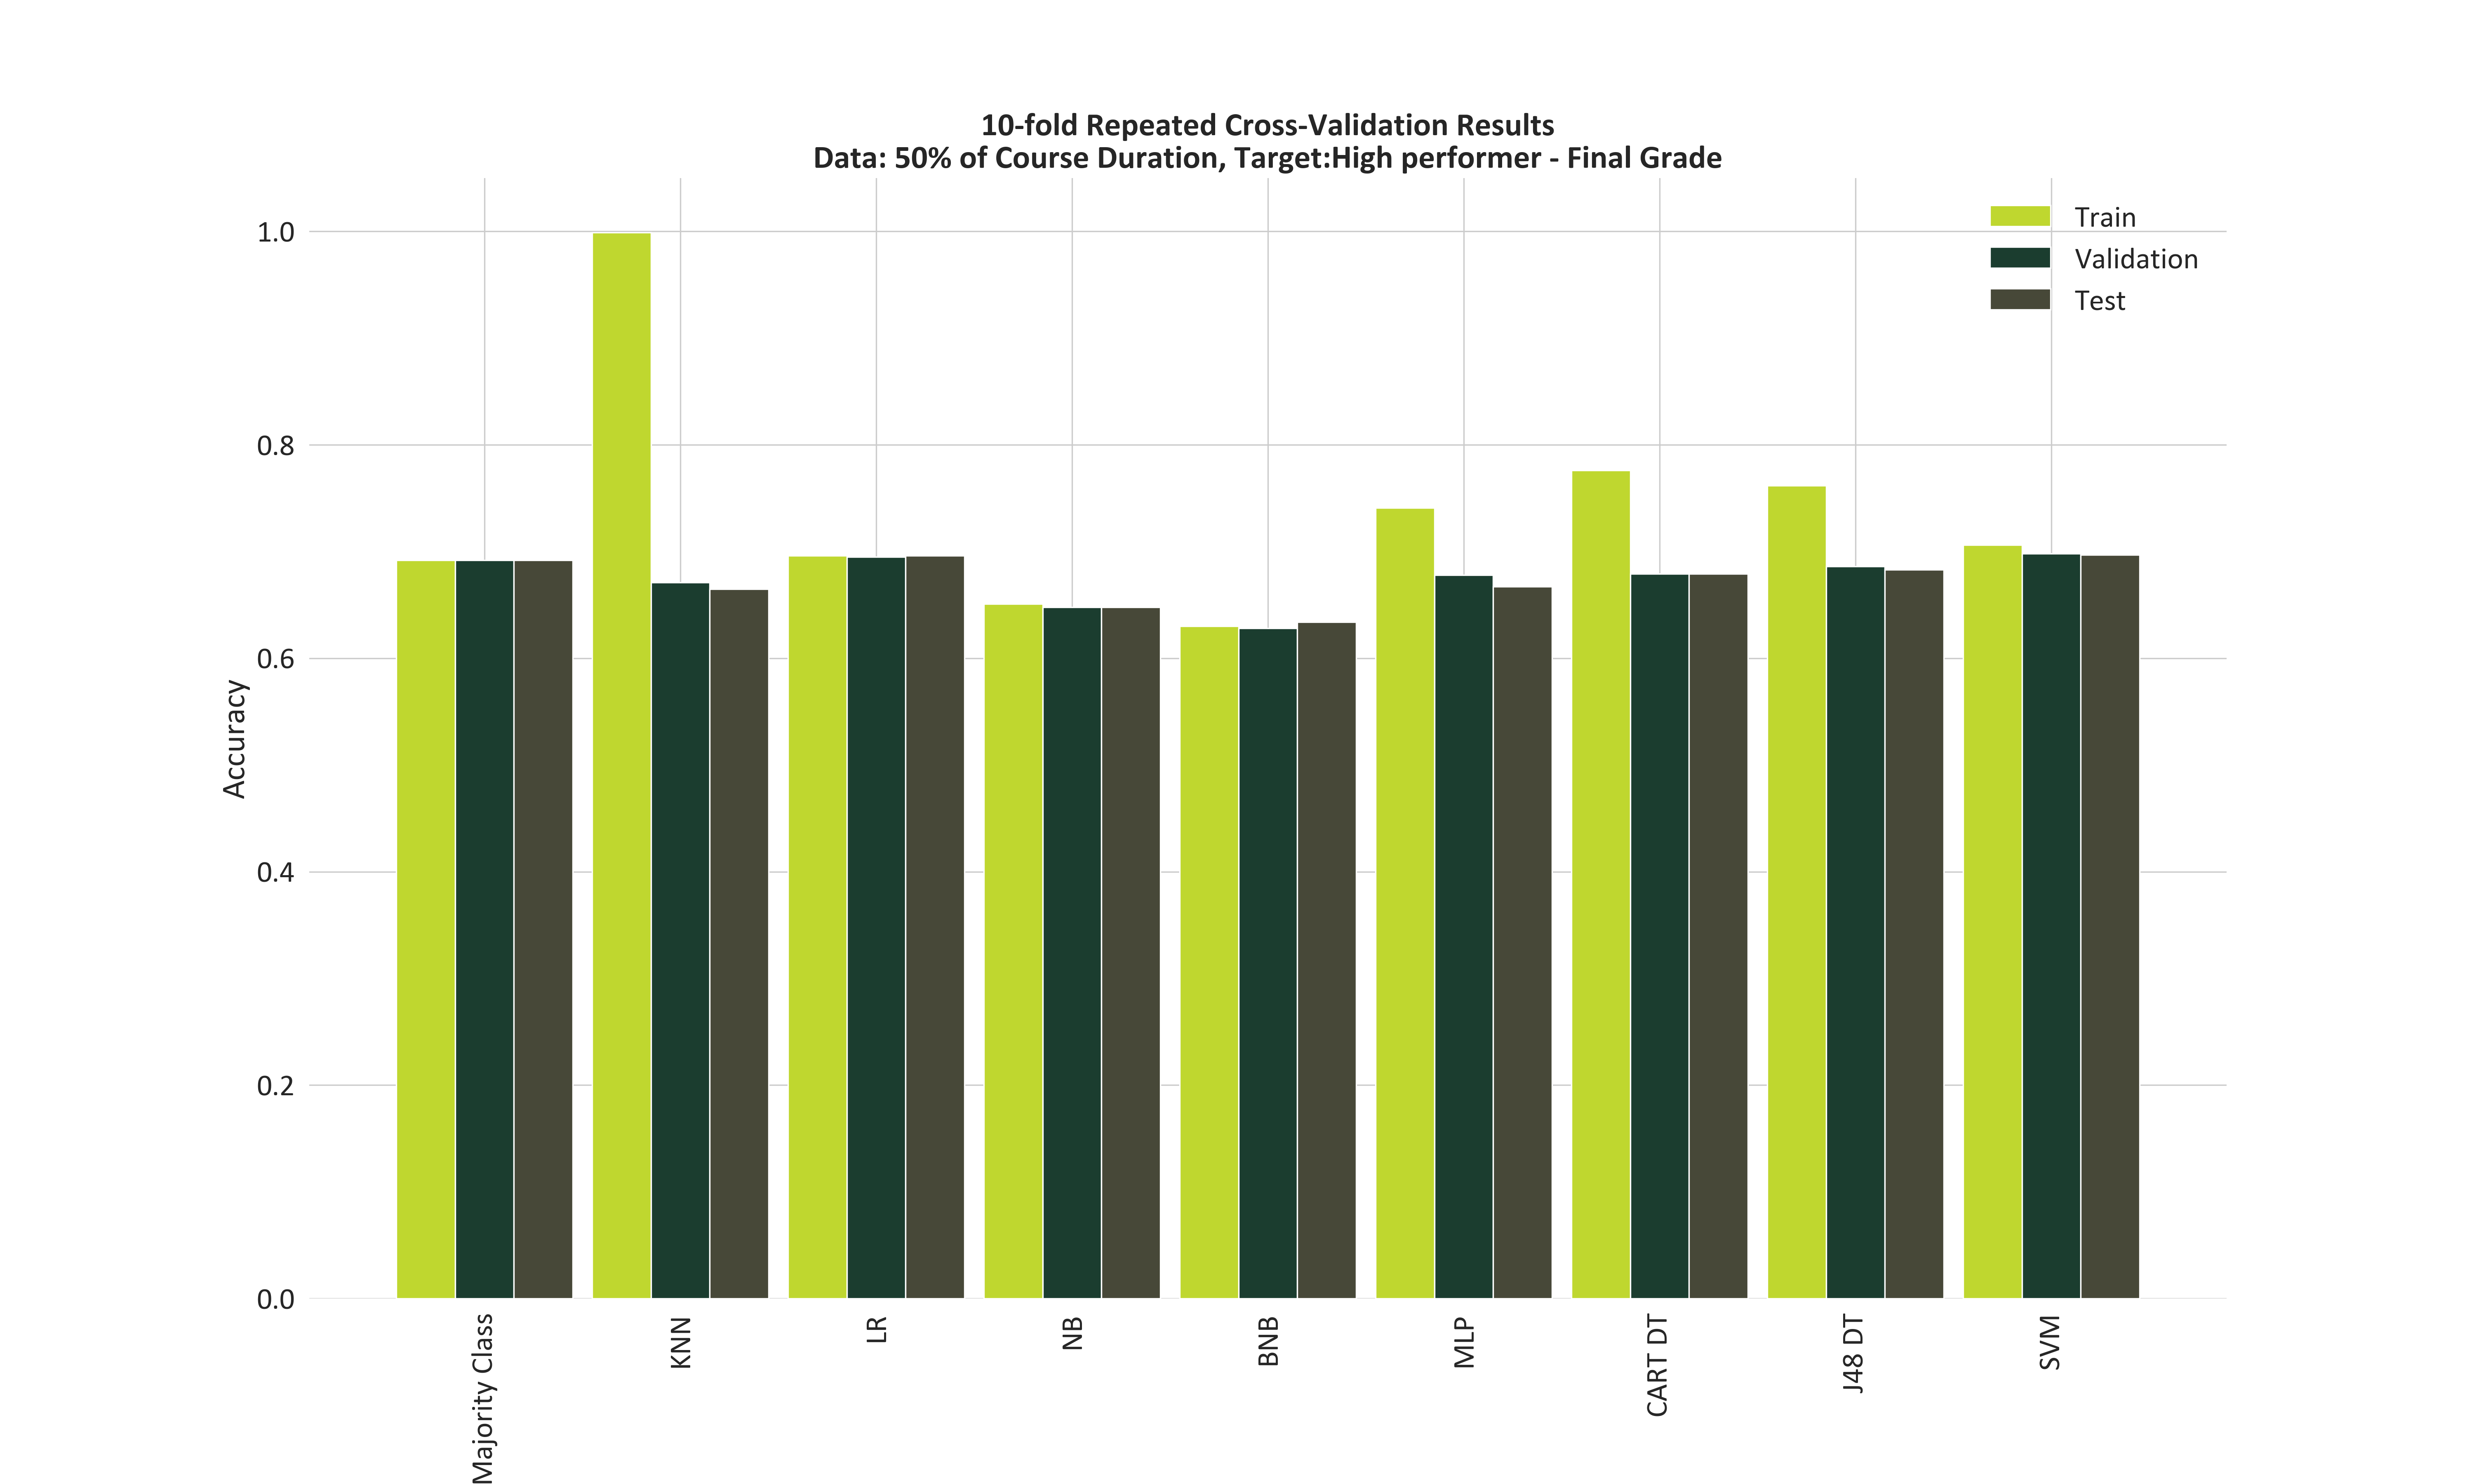 10-fold Repeated Cross-Validation Results
Data: 50% of Course Duration, Target:High performer - Final Grade
Train
Validation
Test
1.0
0.8
0.6
0.4
0.2
0.0
Accuracy
Majority Class
KNN
LR
NB
BNB
MLP
CART DT
J48 DT
SVM